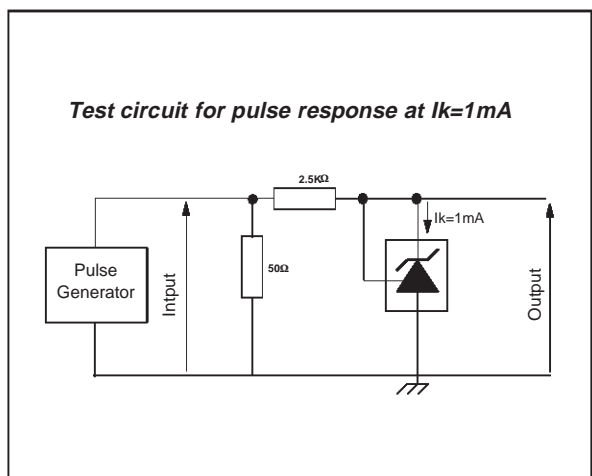 Test circuit for pulse response at Ik=1mA
2.5KΩ
Ik=1mA
Pulse
Generator
Intput
50Ω
Output